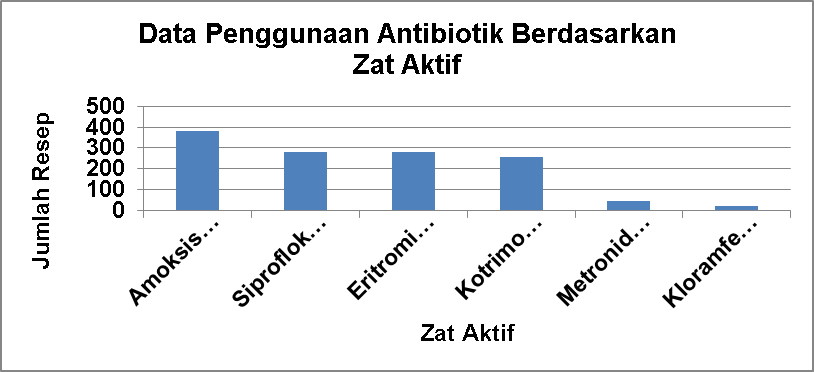 Data Penggunaan Antibiotik Berdasarkan
Zat Aktif
Jumlah Resep
500
400
300
200
100
0
Amoksis...
Siproflok...
Eritromi...
Kotrimo...
Metronid...
Kloramfe...
Zat Aktif